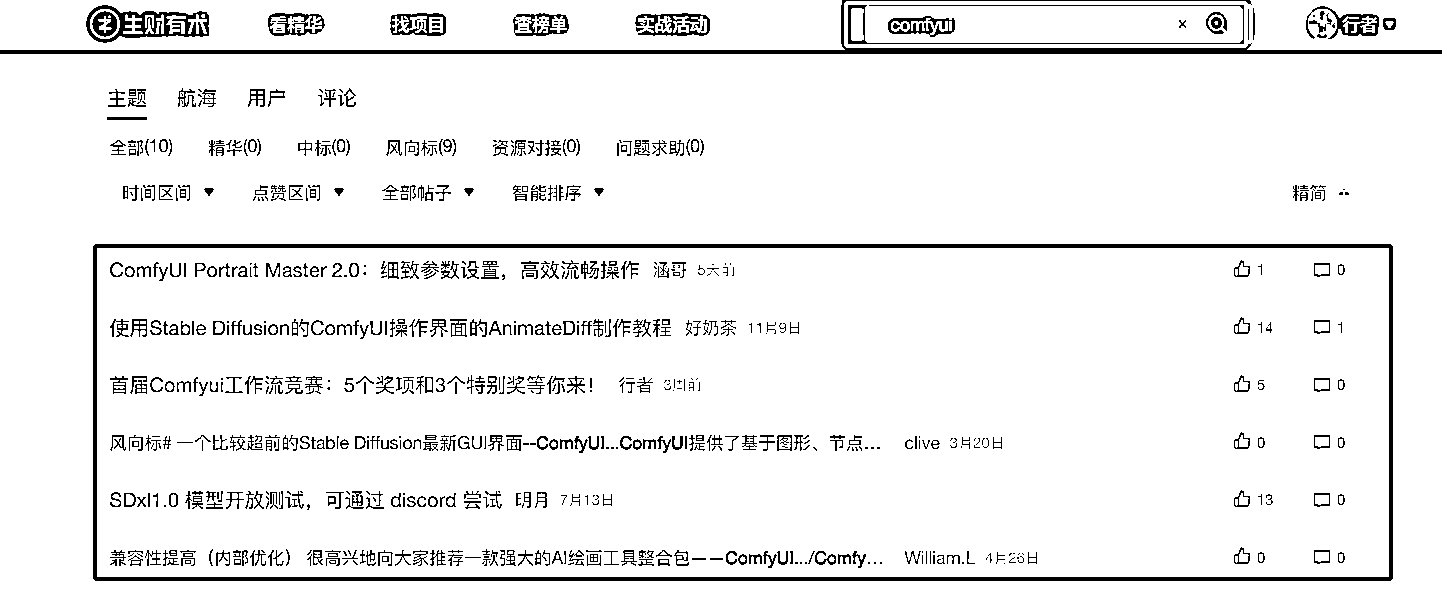 生财有术 看精华 找项目 查榜单 实战活动 comfyui × 行者
主题 航海 用户 评论
全部(10) 精华(0) 中标(0) 风向标(9) 资源对接(0) 问题求助(0)
时间区间 点赞区间 全部帖子 智能排序 精简
ComfyUI Portrait Master 2.0：细致参数设置，高效流畅操作 涵哥 5天前 1 0
使用Stable Diffusion的ComfyUI操作界面的AnimateDiff制作教程 好奶茶 11月9日 14 1
首届Comfyui工作流竞赛：5个奖项和3个特别奖等你来！ 行者 3周前 5 0
风向标# 一个比较超前的Stable Diffusion最新GUI界面--ComfyUI...ComfyUI提供了基于图形、节点… clive 3月20日 0 0
SDxl1.0 模型开放测试，可通过 discord 尝试 明月 7月13日 13 0
兼容性提高（内部优化） 很高兴地向大家推荐一款强大的AI绘画工具整合包——ComfyUI.../Comfy… William.L 4月26日 0 0